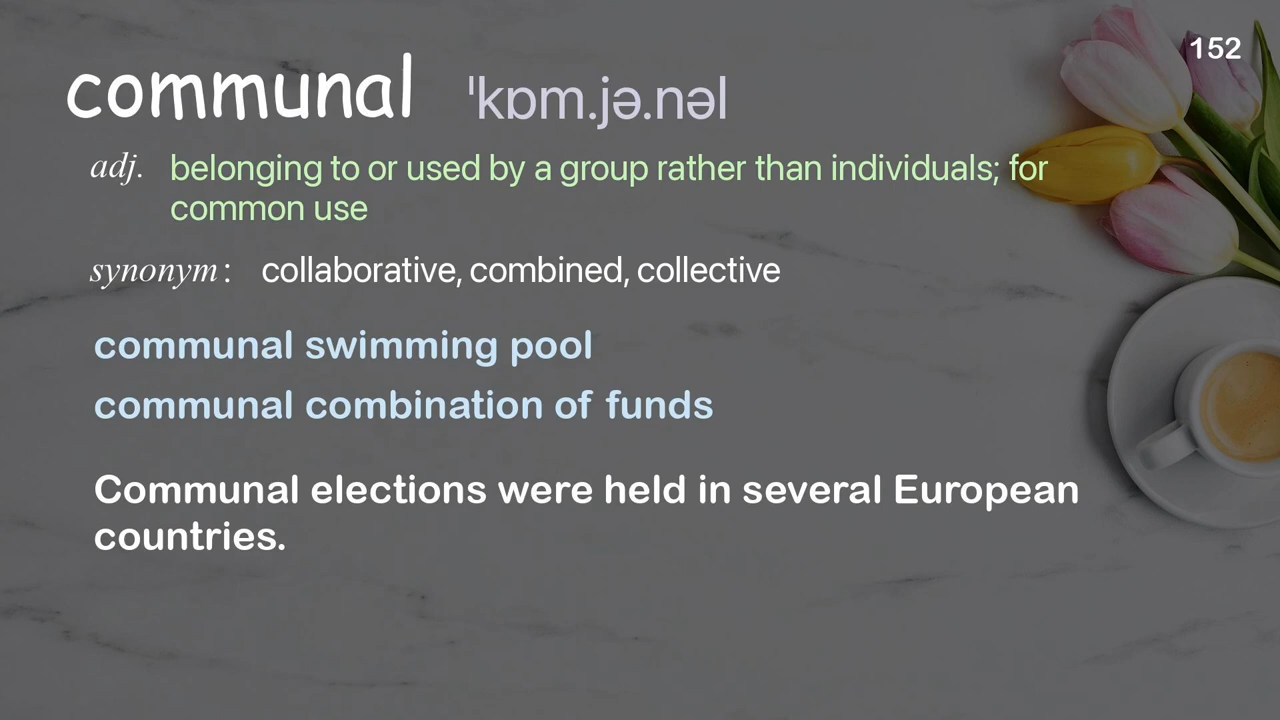 152
communal ˈkɒm.jə.nəl
adj. belonging to or used by a group rather than individuals; for
common use
synonym: collaborative, combined, collective
communal swimming pool
communal combination of funds
Communal elections were held in several European
countries.